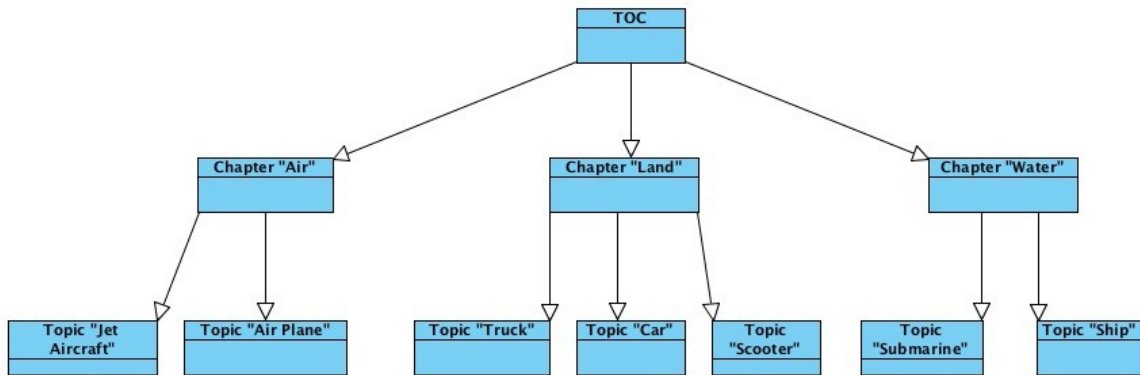 TOC
Chapter "Air"
Chapter "Land"
Chapter "Water"
Topic "Jet
Aircraft"
Topic "Air Plane"
Topic "Truck"
Topic "Car"
Topic
"Scooter"
Topic
"Submarine"
Topic "Ship"